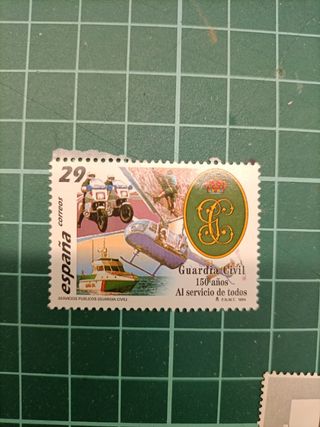 29
correos
españa
Guardia Civil
150 años
Al servicio de todos
SERVICIOS PUBLICOS (GUARDIA CIVIL)
F.N.M.T. 1994